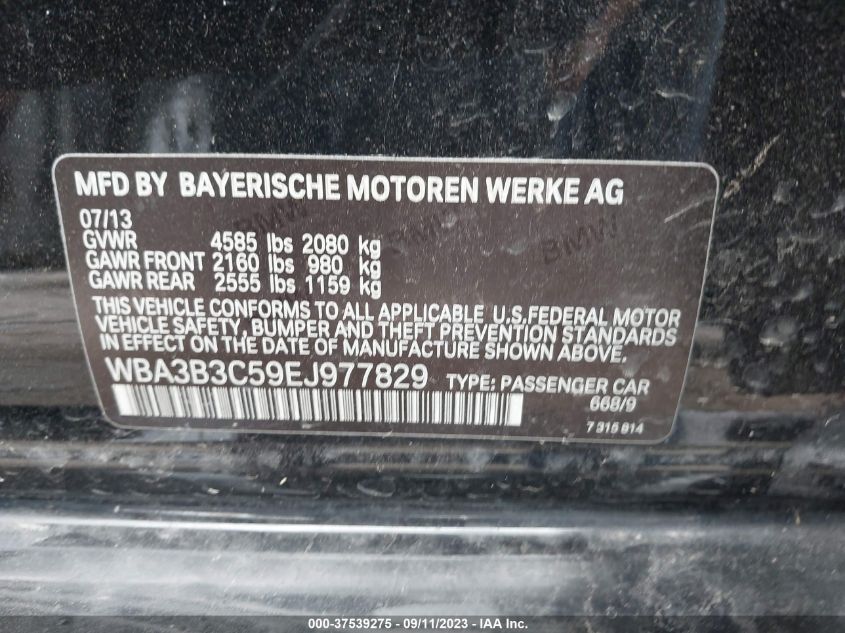 MFD BY BAYERISCHE MOTOREN WERKE AG
07/13
GVWR 4585 lbs 2080 kg
GAWR FRONT 2160 lbs 980 kg
GAWR REAR 2555 lbs 1159 kg
THIS VEHICLE CONFORMS TO ALL APPLICABLE U.S.FEDERAL MOTOR
VEHICLE SAFETY, BUMPER AND THEFT PREVENTION STANDARDS
IN EFFECT ON THE DATE OF MANUFACTURE SHOWN ABOVE.
WBA3B3C59EJ977829 TYPE: PASSENGER CAR
668/9
7 315 814
BMW
BMW
BMW
000-37539275 - 09/11/2023 - © IAA, Inc.